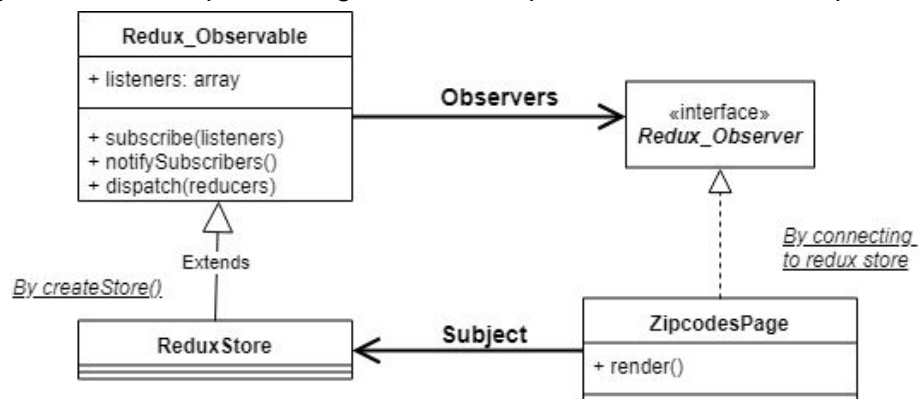 Redux_Observable
+ listeners: array
+ subscribe(listeners)
+ notifySubscribers()
+ dispatch(reducers)
Observers
«interface»
Redux_Observer
Extends
By createStore()
By connecting
to redux store
ReduxStore
Subject
ZipcodesPage
+ render()